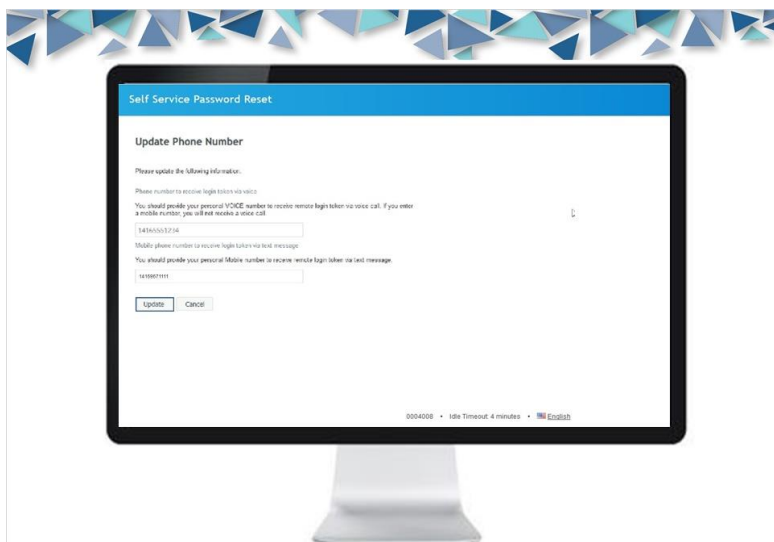 Self Service Password Reset
Update Phone Number
Please update the following information.
Phone number to receive login token via voice
You should provide your personal VOICE number to receive remote login token via voice call. If you enter
a mobile number, you will not receive a voice call.
14165551234
Mobile phone number to receive login token via text message
You should provide your personal Mobile number to receive remote login token via text message.
Update Cancel
0004008 • Idle Timeout: 4 minutes • English